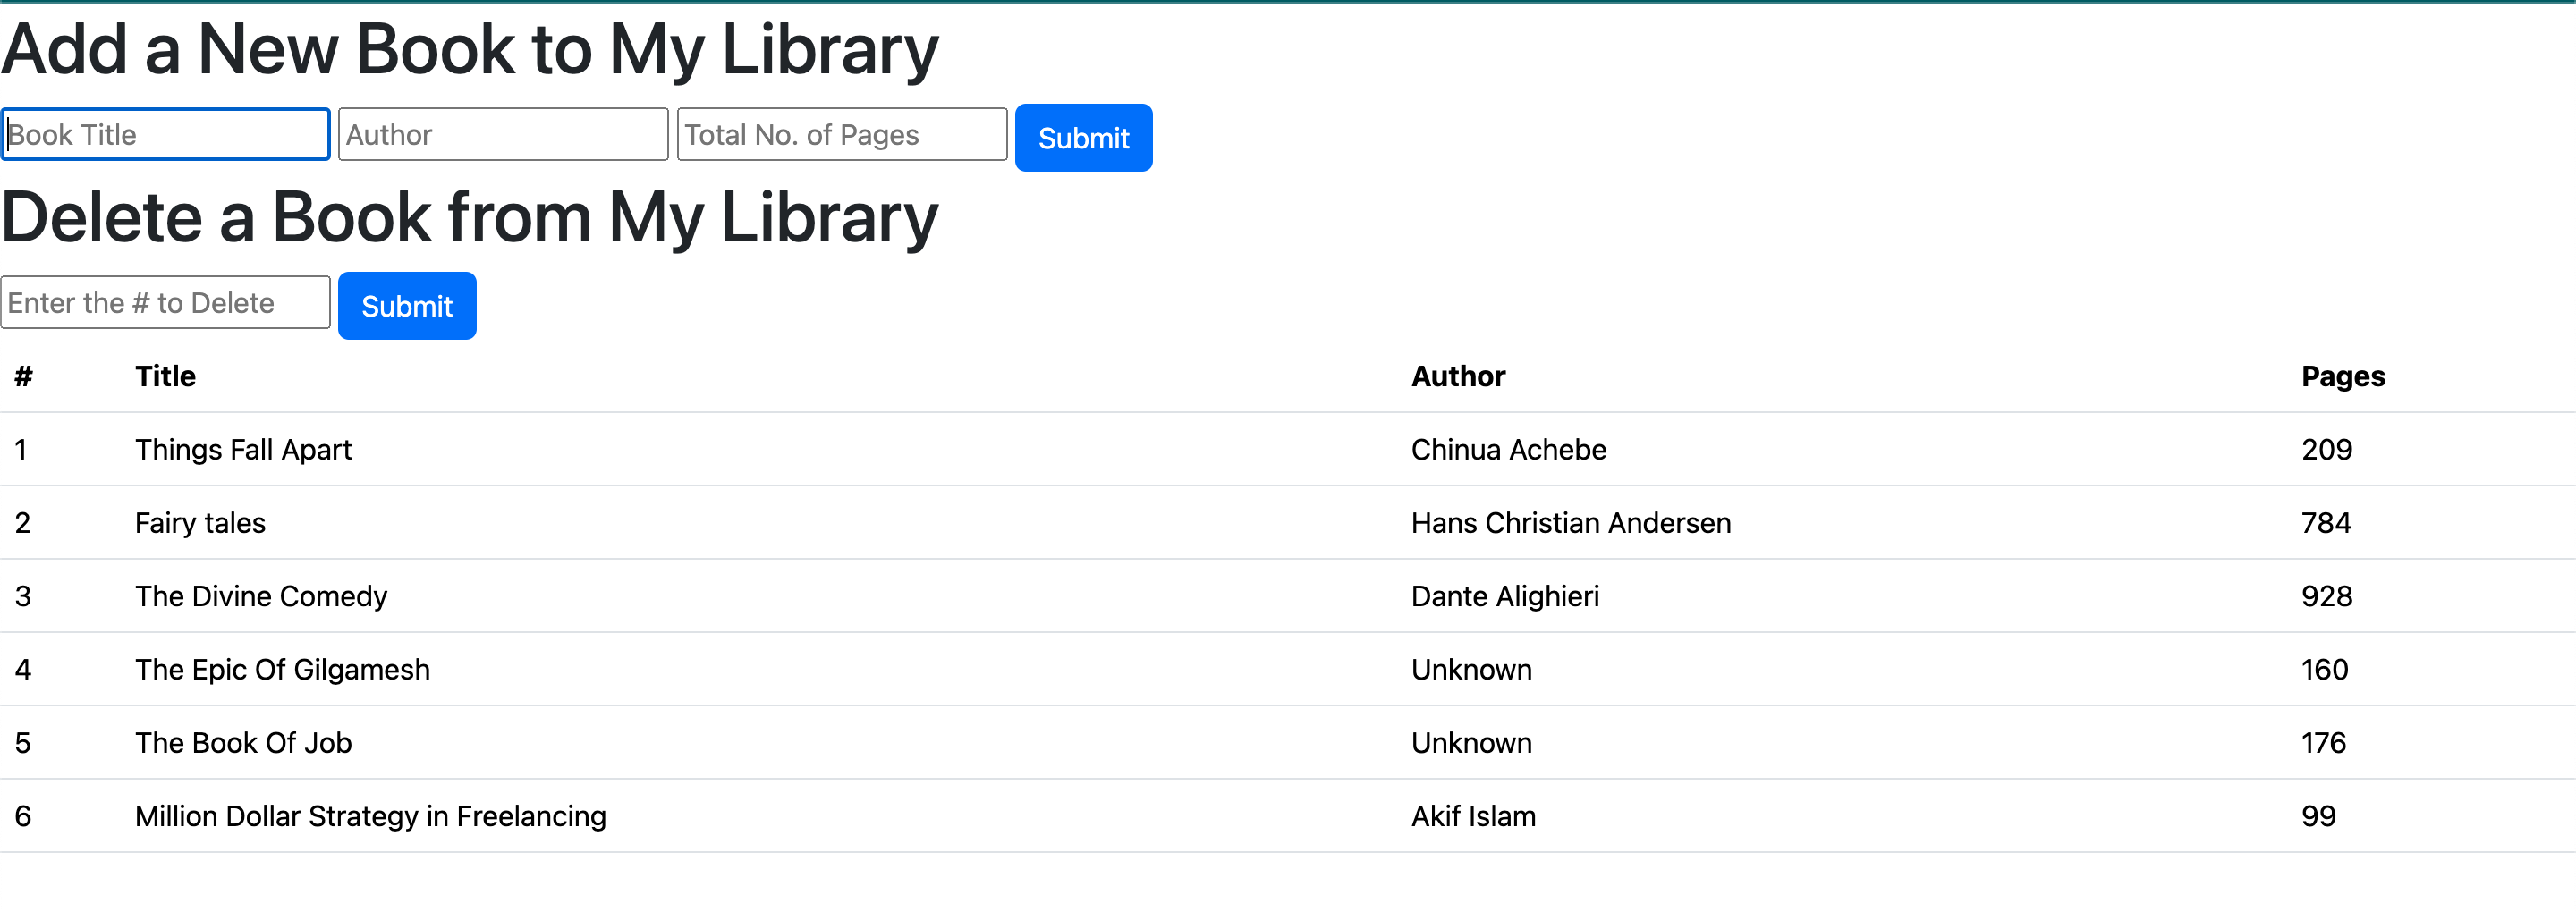 Add a New Book to My Library
Book Title Author Total No. of Pages Submit
Delete a Book from My Library
Enter the # to Delete Submit
# Title Author Pages
1 Things Fall Apart Chinua Achebe 209
2 Fairy tales Hans Christian Andersen 784
3 The Divine Comedy Dante Alighieri 928
4 The Epic Of Gilgamesh Unknown 160
5 The Book Of Job Unknown 176
6 Million Dollar Strategy in Freelancing Akif Islam 99